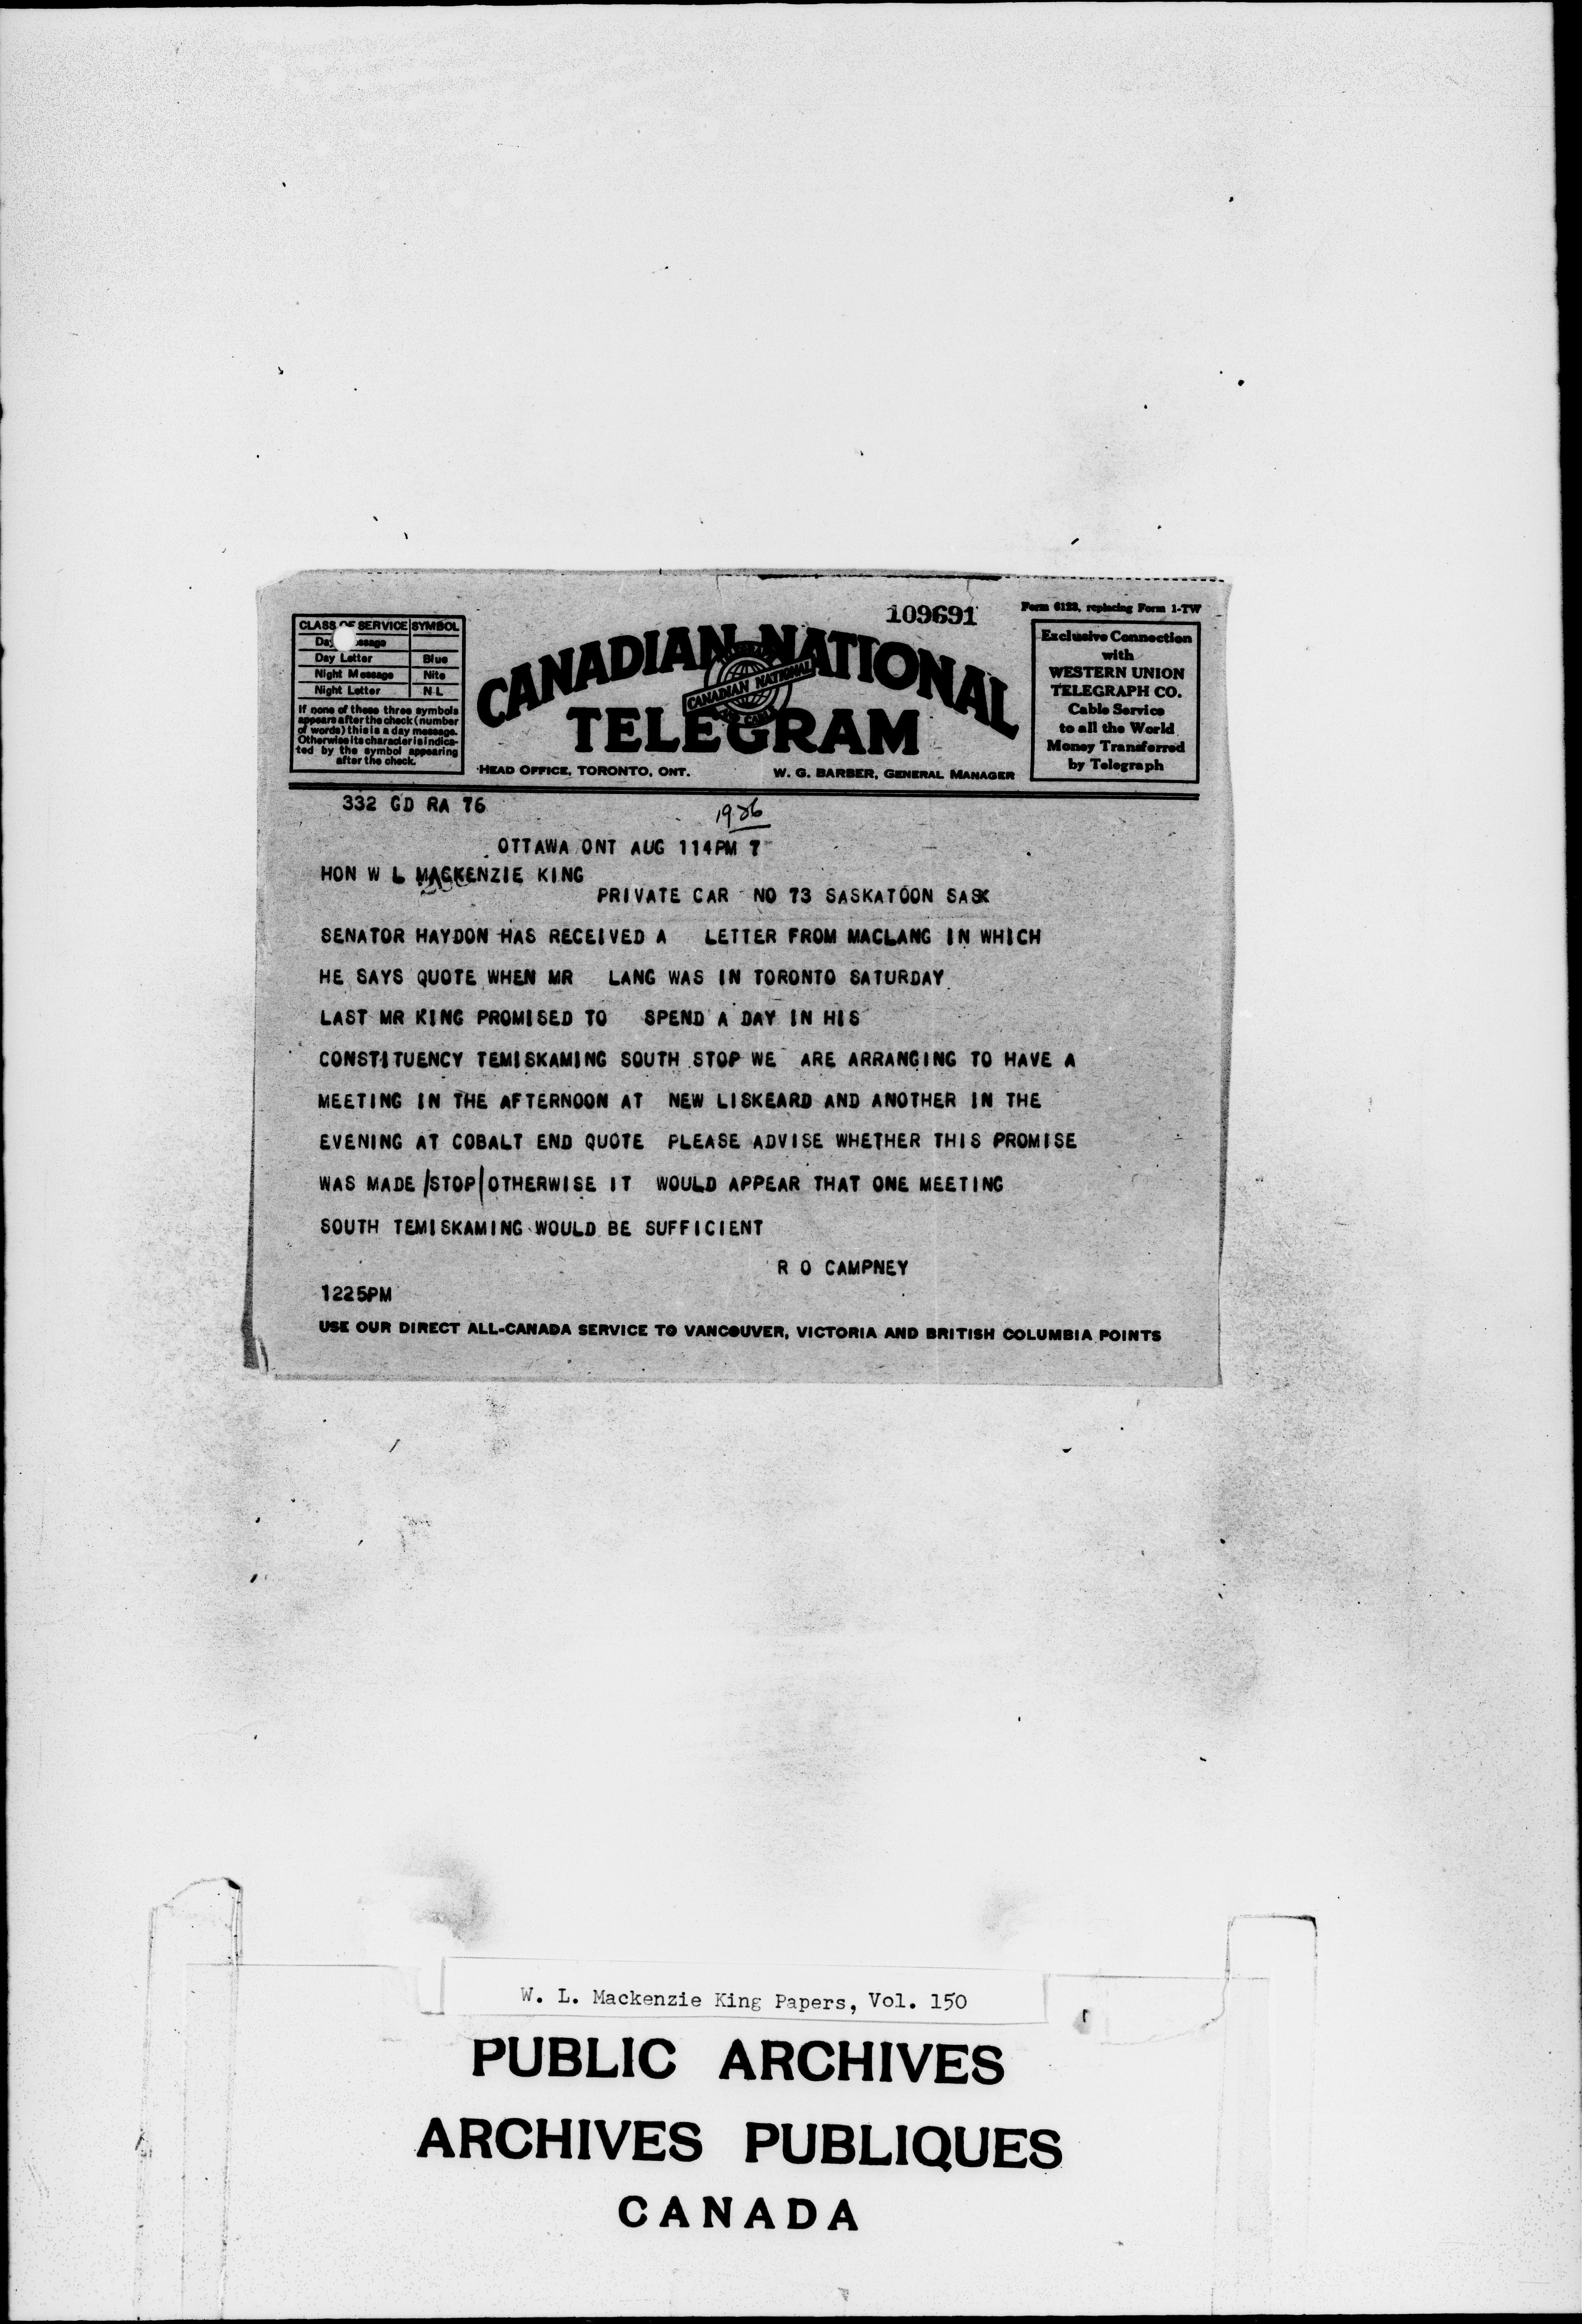 109691
Form 6123, replacing Form 1-TW
CLASS OF SERVICE SYMBOL
Day Message
Day Letter Blue
Night Message Nite
Night Letter N L
If none of these three symbols
appears after the check (number
of words) this is a day message.
Otherwise its character is indica-
ted by the symbol appearing
after the check.
CANADIAN NATIONAL
TELEGRAM
CANADIAN NATIONAL
HEAD OFFICE, TORONTO, ONT. W. G. BARBER, GENERAL MANAGER
Exclusive Connection
with
WESTERN UNION
TELEGRAPH CO.
Cable Service
to all the World
Money Transferred
by Telegraph
332 GD RA 76
1926
OTTAWA ONT AUG 114PM 7
HON W L MACKENZIE KING
PRIVATE CAR NO 73 SASKATOON SASK
SENATOR HAYDON HAS RECEIVED A LETTER FROM MACLANG IN WHICH
HE SAYS QUOTE WHEN MR LANG WAS IN TORONTO SATURDAY
LAST MR KING PROMISED TO SPEND A DAY IN HIS
CONSTITUENCY TEMISKAMING SOUTH STOP WE ARE ARRANGING TO HAVE A
MEETING IN THE AFTERNOON AT NEW LISKEARD AND ANOTHER IN THE
EVENING AT COBALT END QUOTE PLEASE ADVISE WHETHER THIS PROMISE
WAS MADE /STOP/ OTHERWISE IT WOULD APPEAR THAT ONE MEETING
SOUTH TEMISKAMING WOULD BE SUFFICIENT
R O CAMPNEY
1225PM
USE OUR DIRECT ALL-CANADA SERVICE TO VANCOUVER, VICTORIA AND BRITISH COLUMBIA POINTS
W. L. Mackenzie King Papers, Vol. 150
PUBLIC ARCHIVES
ARCHIVES PUBLIQUES
CANADA